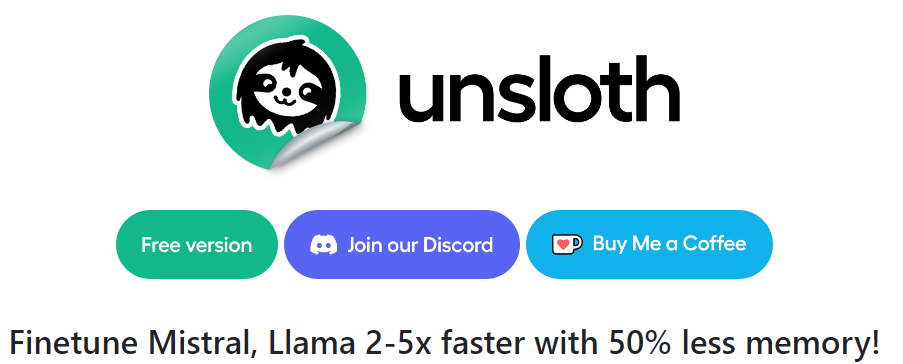 unsloth
Free version Join our Discord Buy Me a Coffee
Finetune Mistral, Llama 2-5x faster with 50% less memory!